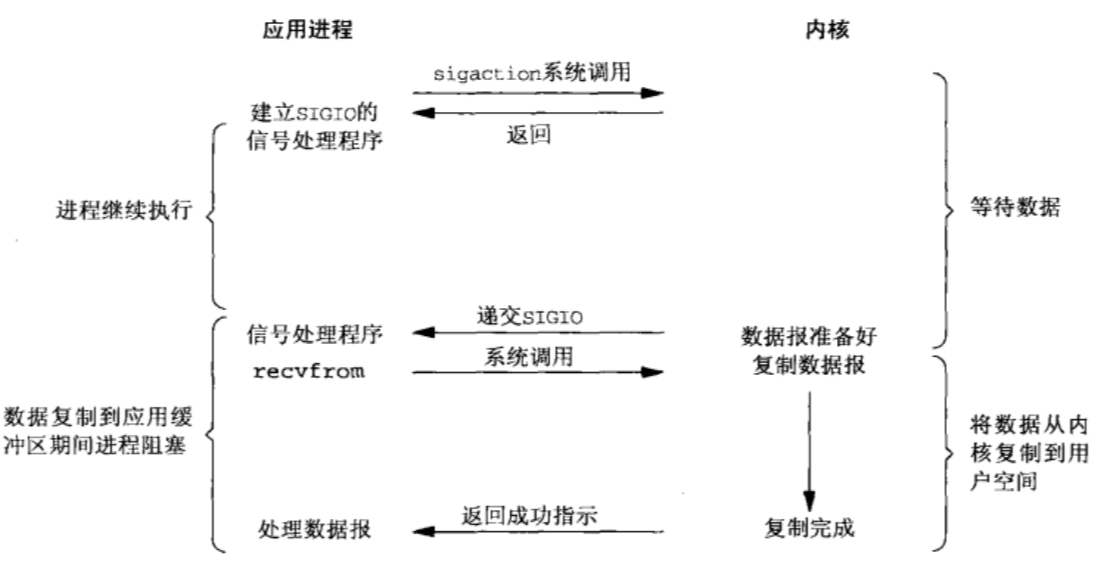 应用进程
内核
sigaction系统调用
建立SIGIO的
信号处理程序
返回
进程继续执行
等待数据
递交SIGIO
信号处理程序
数据报准备好
系统调用
复制数据报
recvfrom
数据复制到应用缓
冲区期间进程阻塞
将数据从内
核复制到用
户空间
返回成功指示
处理数据报
复制完成